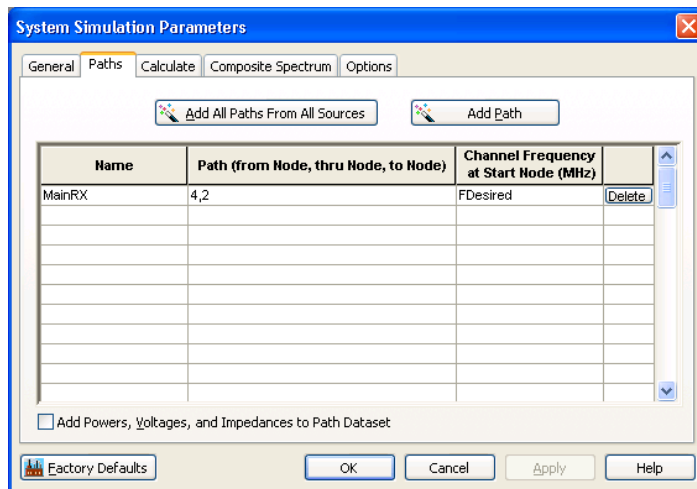 System Simulation Parameters
General Paths Calculate Composite Spectrum Options
Add All Paths From All Sources Add Path
Name Path (from Node, thru Node, to Node) Channel Frequency
at Start Node (MHz)
MainRX 4,2 FDesired Delete
Add Powers, Voltages, and Impedances to Path Dataset
Factory Defaults OK Cancel Apply Help